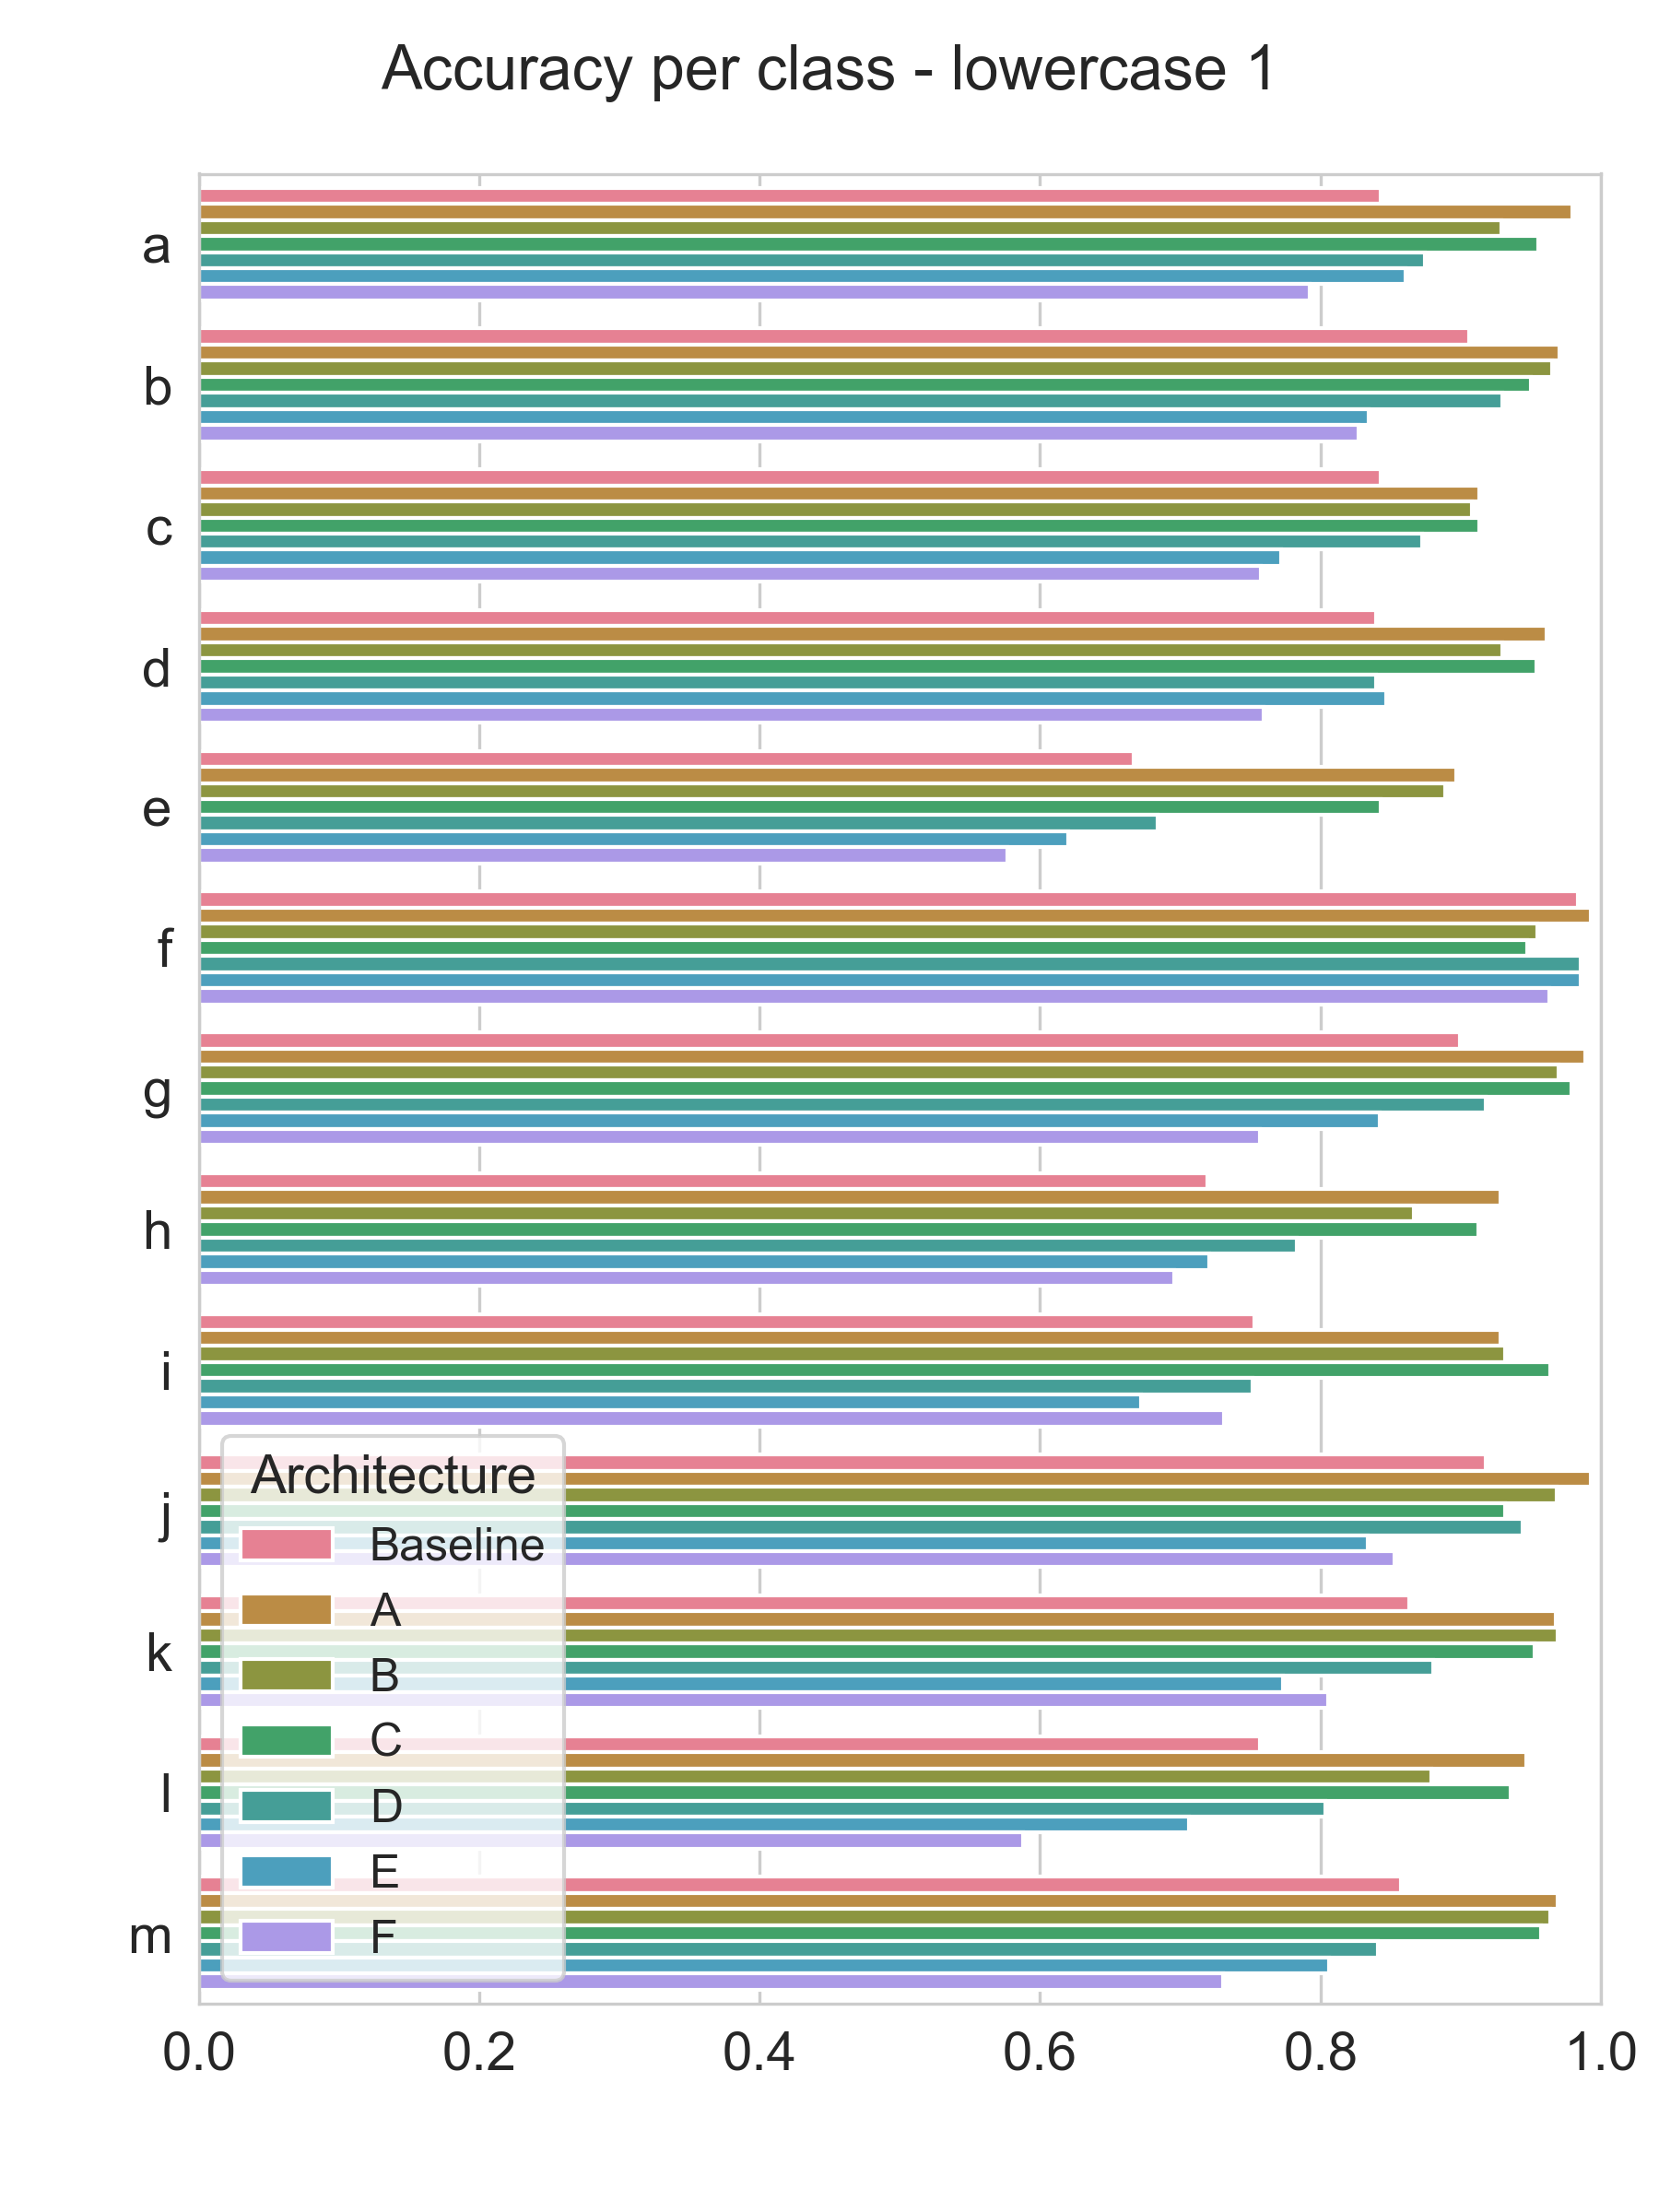 Accuracy per class - lowercase 1
a
b
c
d
e
f
g
h
i
j
k
l
m
Architecture
Baseline
A
B
C
D
E
F
0.0 0.2 0.4 0.6 0.8 1.0